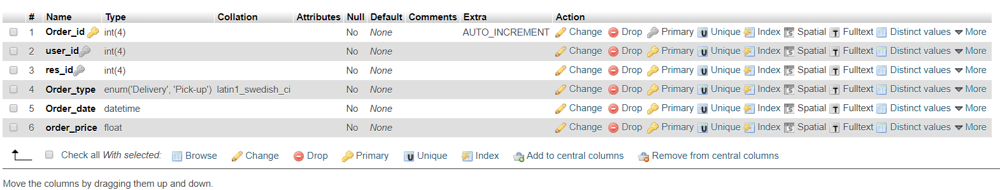 # Name Type Collation Attributes Null Default Comments Extra Action
1 Order_id int(4) No None AUTO_INCREMENT Change Drop Primary Unique Index Spatial Fulltext Distinct values More
2 user_id int(4) No None Change Drop Primary Unique Index Spatial Fulltext Distinct values More
3 res_id int(4) No None Change Drop Primary Unique Index Spatial Fulltext Distinct values More
4 Order_type enum('Delivery', 'Pick-up') latin1_swedish_ci No None Change Drop Primary Unique Index Spatial Fulltext Distinct values More
5 Order_date datetime No None Change Drop Primary Unique Index Spatial Fulltext Distinct values More
6 order_price float No None Change Drop Primary Unique Index Spatial Fulltext Distinct values More
Check all With selected: Browse Change Drop Primary Unique Index Add to central columns Remove from central columns
Move the columns by dragging them up and down.